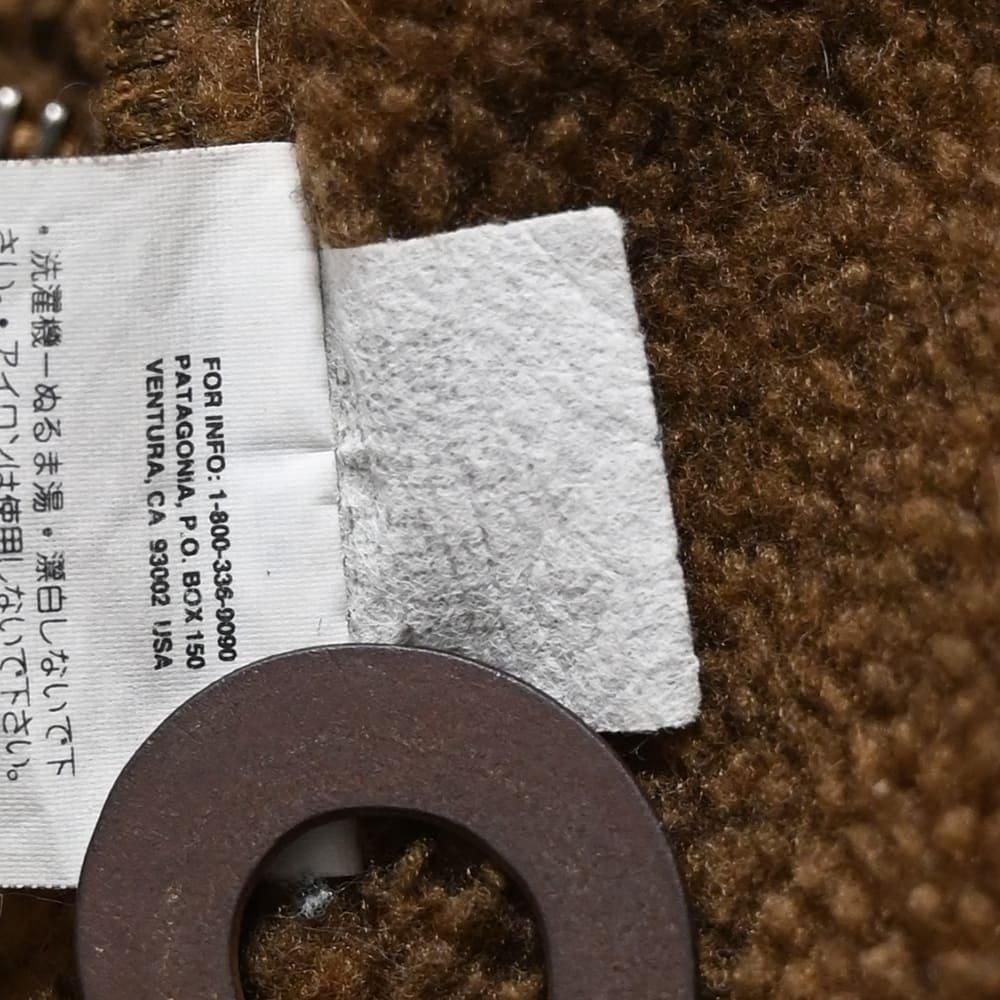 FOR INFO: 1-800-336-9090
PATAGONIA, P.O. BOX 150
VENTURA, CA 93002 USA
・洗濯機－ぬるま湯・漂白しないで下
さい。・アイロンは使用しないで下さい。